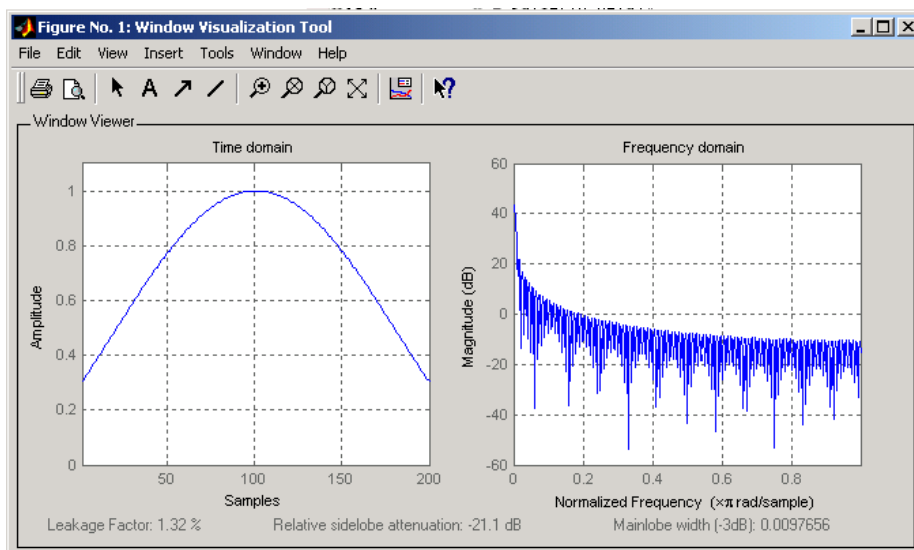 Figure No. 1: Window Visualization Tool
File Edit View Insert Tools Window Help
A
Window Viewer
Time domain
Amplitude
1
0.8
0.6
0.4
0.2
0
50
100
150
200
Samples
Frequency domain
Magnitude (dB)
60
40
20
0
-20
-40
-60
0
0.2
0.4
0.6
0.8
Normalized Frequency (×π rad/sample)
Leakage Factor: 1.32 %
Relative sidelobe attenuation: -21.1 dB
Mainlobe width (-3dB): 0.0097656